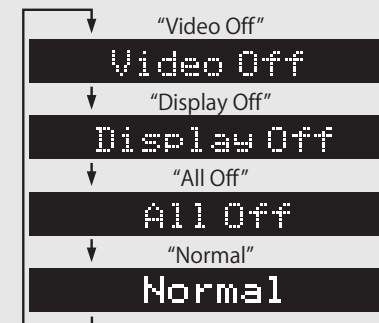 “Video Off”
Video Off
“Display Off”
Display Off
“All Off”
All Off
“Normal”
Normal